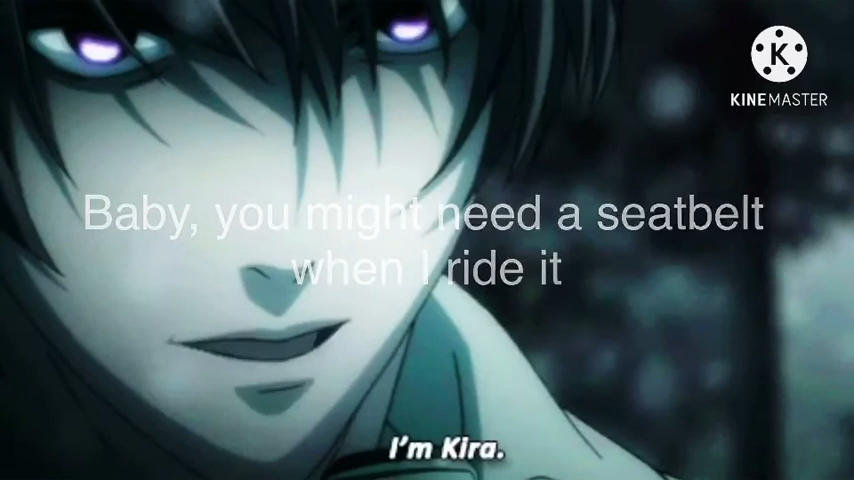 K
KINEMASTER
Baby, you might need a seatbelt
when I ride it
I'm Kira.